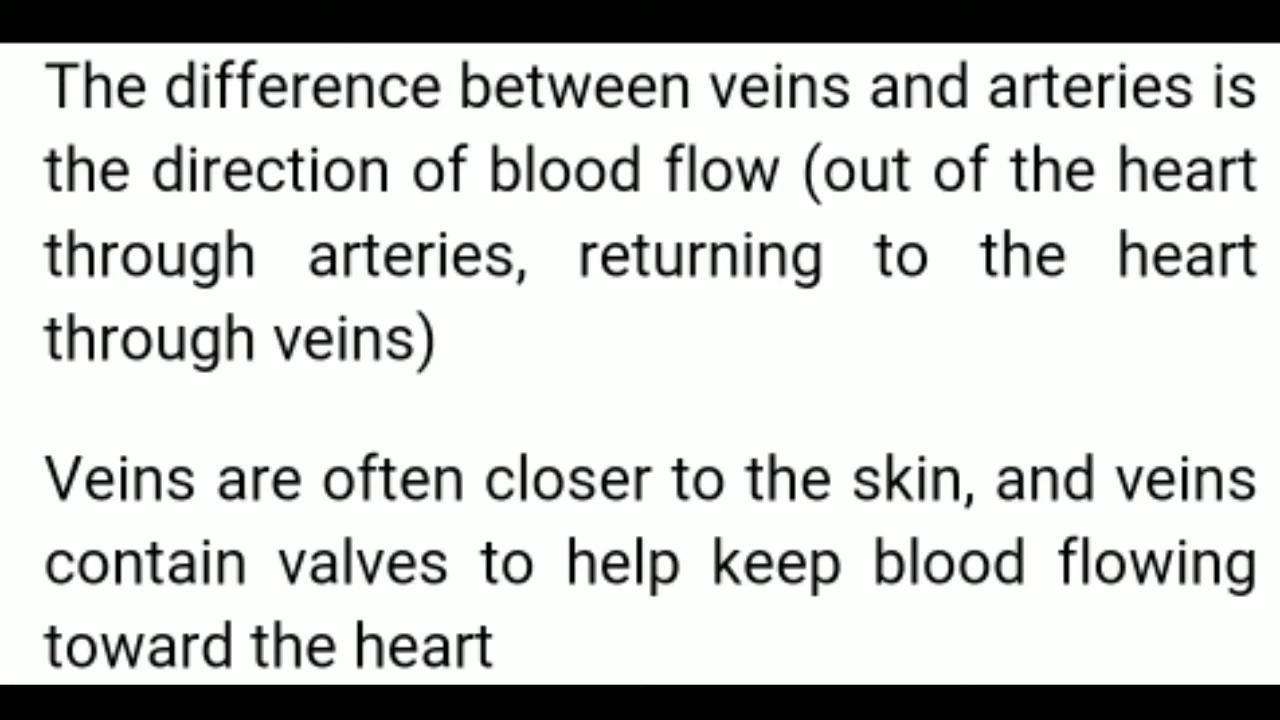 The difference between veins and arteries is
the direction of blood flow (out of the heart
through arteries, returning to the heart
through veins)
Veins are often closer to the skin, and veins
contain valves to help keep blood flowing
toward the heart